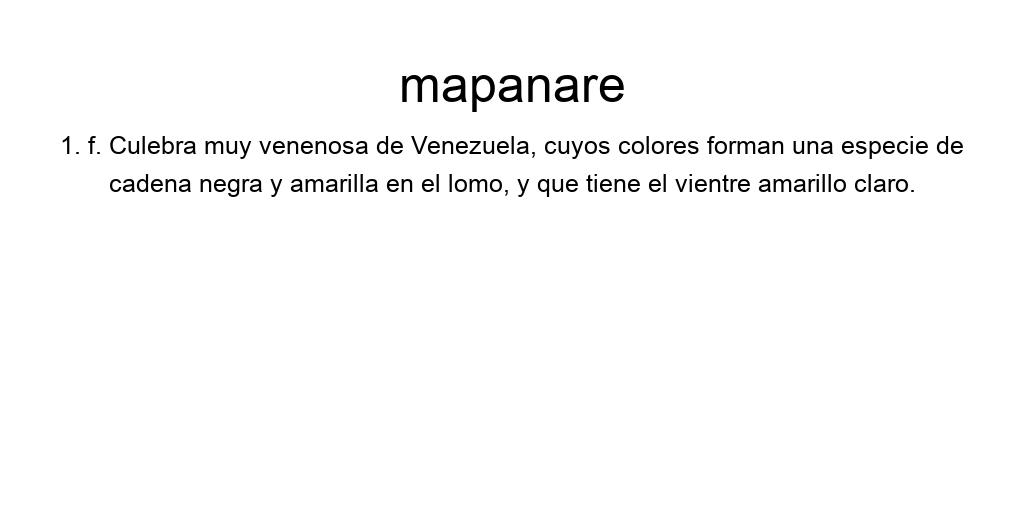 mapanare
1. f. Culebra muy venenosa de Venezuela, cuyos colores forman una especie de
cadena negra y amarilla en el lomo, y que tiene el vientre amarillo claro.